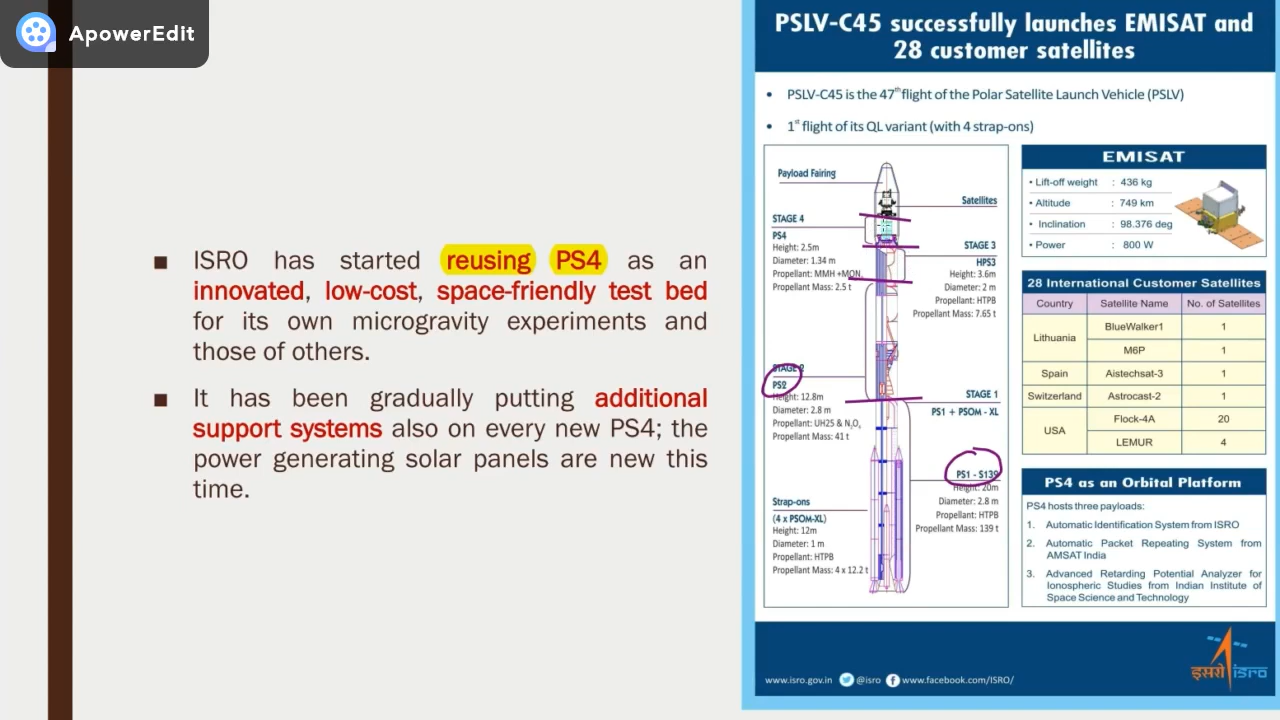 ApowerEdit
■ ISRO has started reusing PS4 as an
innovated, low-cost, space-friendly test bed
for its own microgravity experiments and
those of others.
■ It has been gradually putting additional
support systems also on every new PS4; the
power generating solar panels are new this
time.
PSLV-C45 successfully launches EMISAT and
28 customer satellites
• PSLV-C45 is the 47th flight of the Polar Satellite Launch Vehicle (PSLV)
• 1st flight of its QL variant (with 4 strap-ons)
Payload Fairing
Satellites
STAGE 4
PS4
Height: 2.5m
Diameter: 1.34 m
Propellant: MMH +MON
Propellant Mass: 2.5 t
STAGE 3
HPS3
Height: 3.6m
Diameter: 2 m
Propellant: HTPB
Propellant Mass: 7.65 t
STAGE 2
PS2
Height: 12.8m
Diameter: 2.8 m
Propellant: UH25 & N₂O₄
Propellant Mass: 41 t
STAGE 1
PS1 + PSOM - XL
PS1 - S139
Height: 20m
Diameter: 2.8 m
Propellant: HTPB
Propellant Mass: 139 t
Strap-ons
(4 x PSOM-XL)
Height: 12m
Diameter: 1 m
Propellant: HTPB
Propellant Mass: 4 x 12.2 t
EMISAT
• Lift-off weight : 436 kg
• Altitude : 749 km
• Inclination : 98.376 deg
• Power : 800 W
28 International Customer Satellites
Country Satellite Name No. of Satellites
Lithuania BlueWalker1 1
M6P 1
Spain Aistechsat-3 1
Switzerland Astrocast-2 1
USA Flock-4A 20
LEMUR 4
PS4 as an Orbital Platform
PS4 hosts three payloads:
1. Automatic Identification System from ISRO
2. Automatic Packet Repeating System from
AMSAT India
3. Advanced Retarding Potential Analyzer for
Ionospheric Studies from Indian Institute of
Space Science and Technology
www.isro.gov.in @isro www.facebook.com/ISRO/
इसरो isro